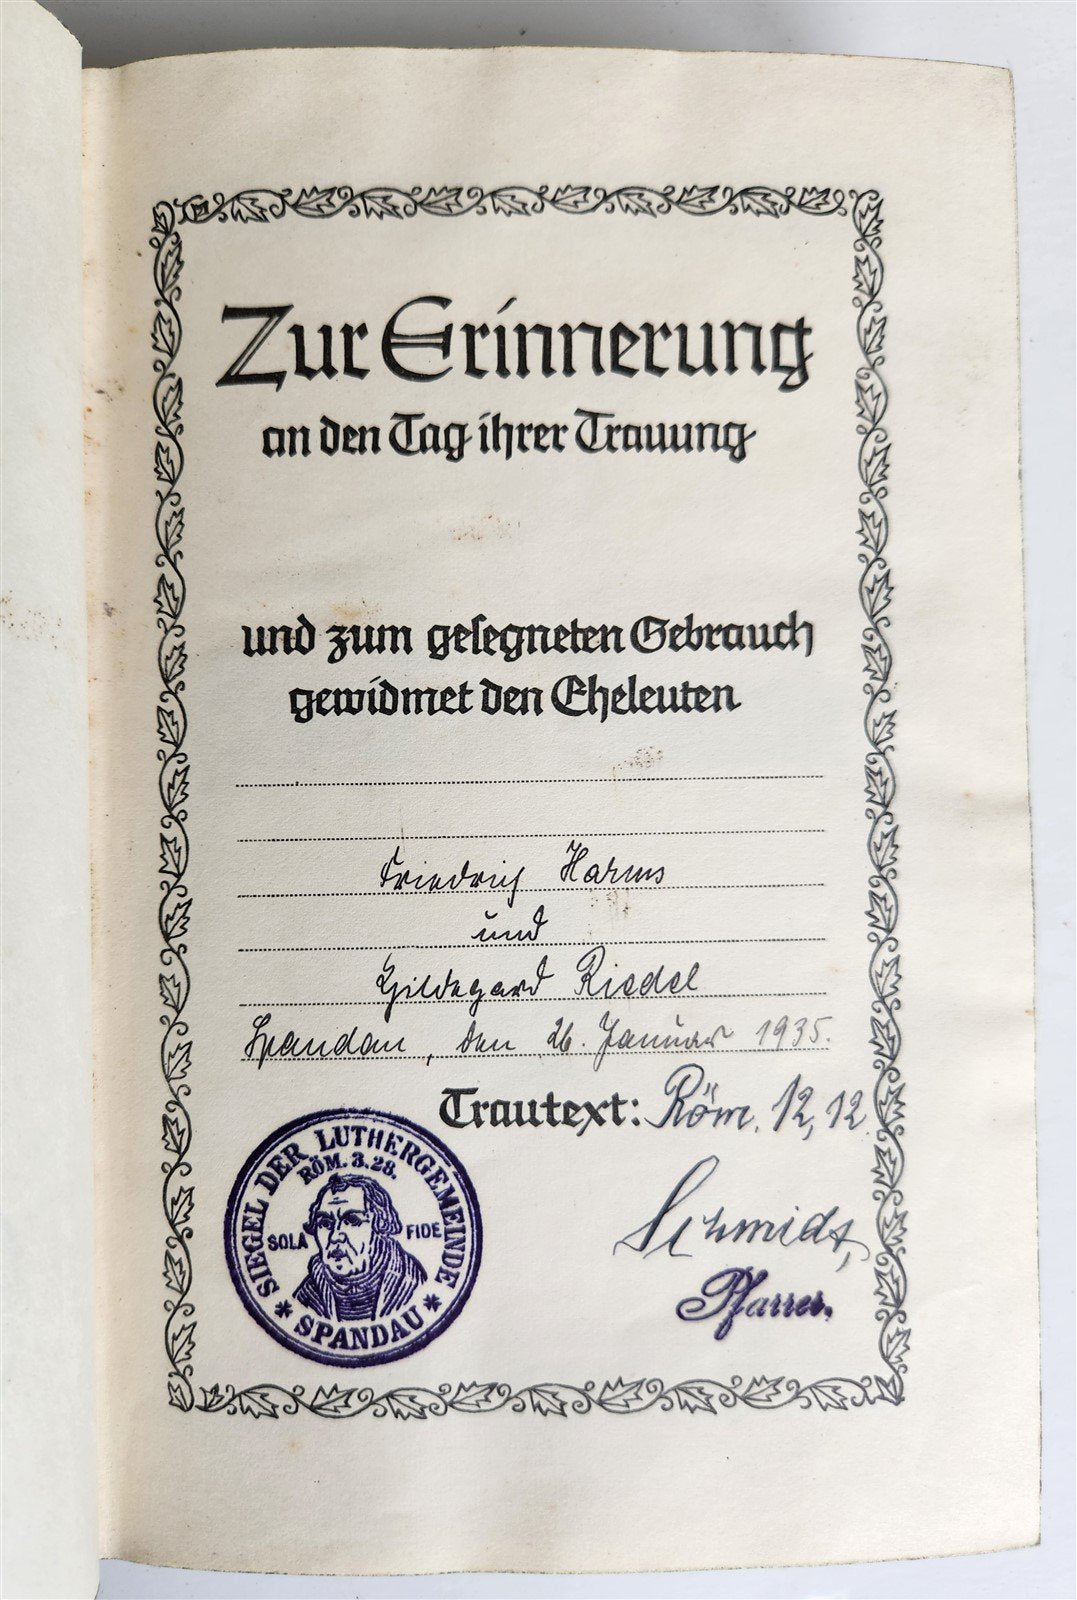 Zur Erinnerung
an den Tag ihrer Trauung
und zum gesegneten Gebrauch
gewidmet den Eheleuten
Friedrich Harms
und
Hildegard Riedel
Spandau, den 26. Januar 1935.
Trautext: Röm. 12, 12
SIEGEL DER LUTHERGEMEINDE
RÖM. 3.28.
SOLA FIDE
* SPANDAU *
Schmidt,
Pfarrer.